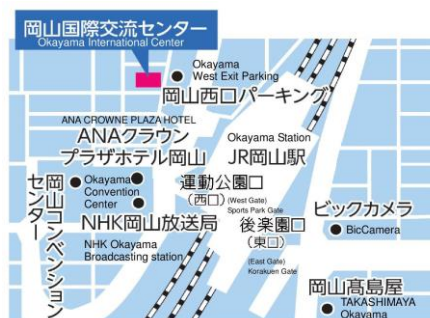 岡山国際交流センター
Okayama International Center
Okayama
West Exit Parking
岡山西口パーキング
ANA CROWNE PLAZA HOTEL
ANAクラウン
プラザホテル岡山
Okayama Station
JR岡山駅
岡山コンベンション
センター
Okayama
Convention
Center
運動公園口
(西口)
(West Gate)
Sports Park Gate
NHK岡山放送局
NHK Okayama
Broadcasting station
後楽園口
(東口)
(East Gate)
Korakuen Gate
ビックカメラ
BicCamera
岡山髙島屋
TAKASHIMAYA
Okayama